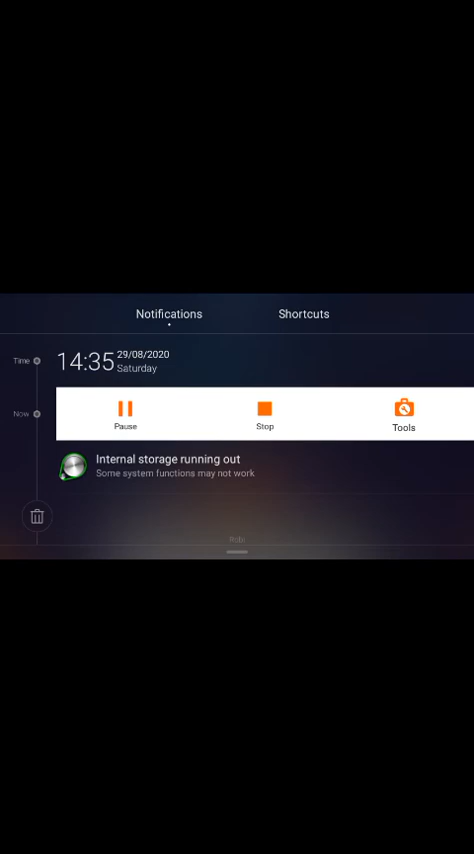 Notifications
Shortcuts
Time
14:35
29/08/2020
Saturday
Now
Pause
Stop
Tools
Internal storage running out
Some system functions may not work
Robi